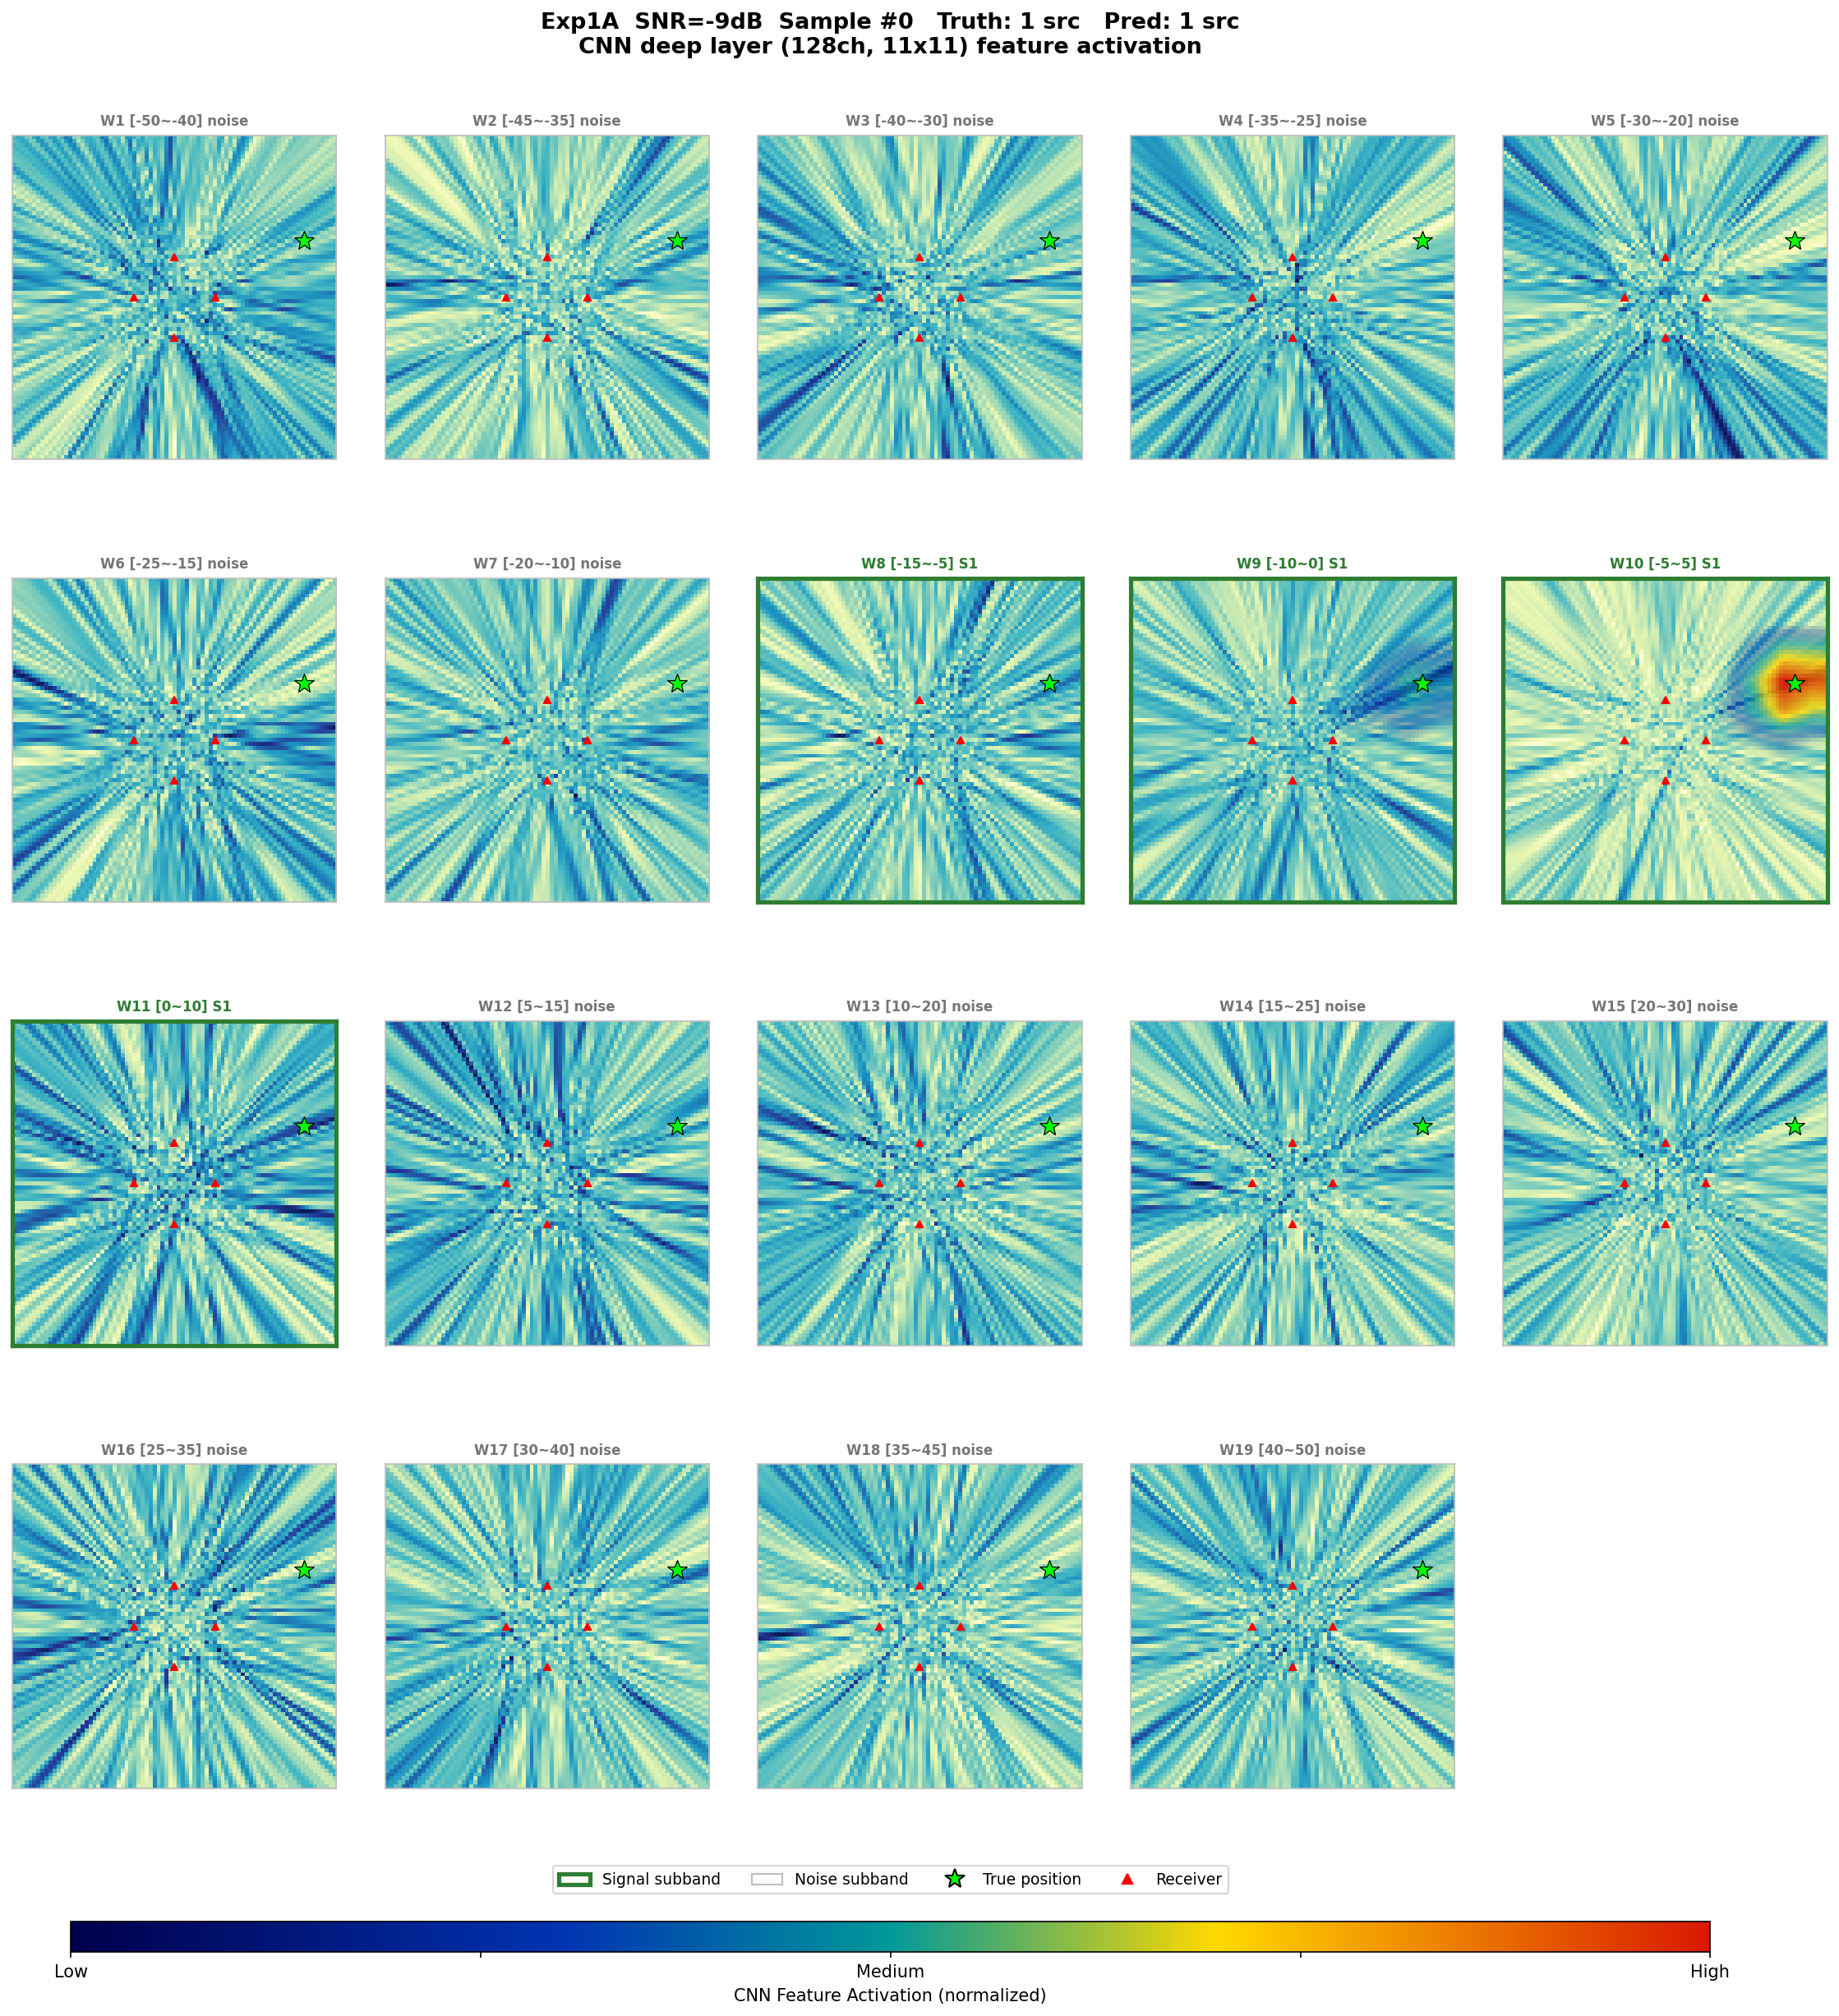 Exp1A  SNR=-9dB  Sample #0   Truth: 1 src   Pred: 1 src
CNN deep layer (128ch, 11x11) feature activation
W1 [-50~-40] noise
W2 [-45~-35] noise
W3 [-40~-30] noise
W4 [-35~-25] noise
W5 [-30~-20] noise
W6 [-25~-15] noise
W7 [-20~-10] noise
W8 [-15~-5] S1
W9 [-10~0] S1
W10 [-5~5] S1
W11 [0~10] S1
W12 [5~15] noise
W13 [10~20] noise
W14 [15~25] noise
W15 [20~30] noise
W16 [25~35] noise
W17 [30~40] noise
W18 [35~45] noise
W19 [40~50] noise
Signal subband
Noise subband
True position
Receiver
Low
Medium
High
CNN Feature Activation (normalized)